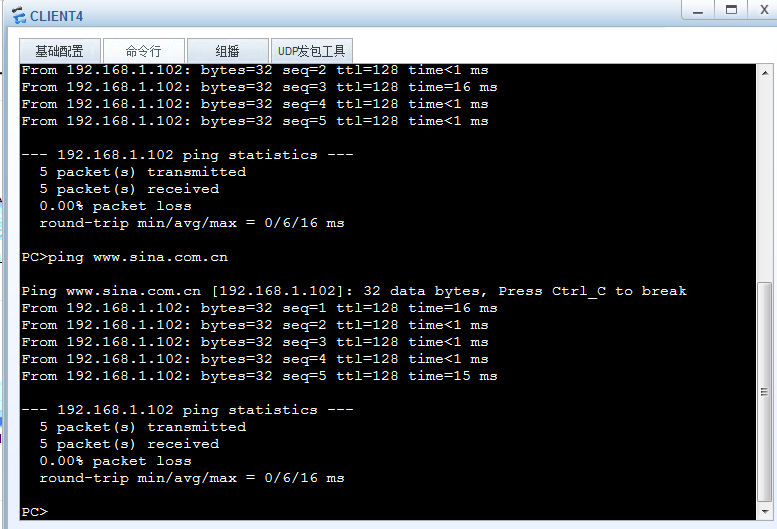 CLIENT4
X
基础配置 命令行 组播 UDP发包工具
From 192.168.1.102: bytes=32 seq=2 ttl=128 time<1 ms
From 192.168.1.102: bytes=32 seq=3 ttl=128 time=16 ms
From 192.168.1.102: bytes=32 seq=4 ttl=128 time<1 ms
From 192.168.1.102: bytes=32 seq=5 ttl=128 time<1 ms
--- 192.168.1.102 ping statistics ---
5 packet(s) transmitted
5 packet(s) received
0.00% packet loss
round-trip min/avg/max = 0/6/16 ms
PC>ping www.sina.com.cn
Ping www.sina.com.cn [192.168.1.102]: 32 data bytes, Press Ctrl_C to break
From 192.168.1.102: bytes=32 seq=1 ttl=128 time=16 ms
From 192.168.1.102: bytes=32 seq=2 ttl=128 time<1 ms
From 192.168.1.102: bytes=32 seq=3 ttl=128 time<1 ms
From 192.168.1.102: bytes=32 seq=4 ttl=128 time<1 ms
From 192.168.1.102: bytes=32 seq=5 ttl=128 time=15 ms
--- 192.168.1.102 ping statistics ---
5 packet(s) transmitted
5 packet(s) received
0.00% packet loss
round-trip min/avg/max = 0/6/16 ms
PC>